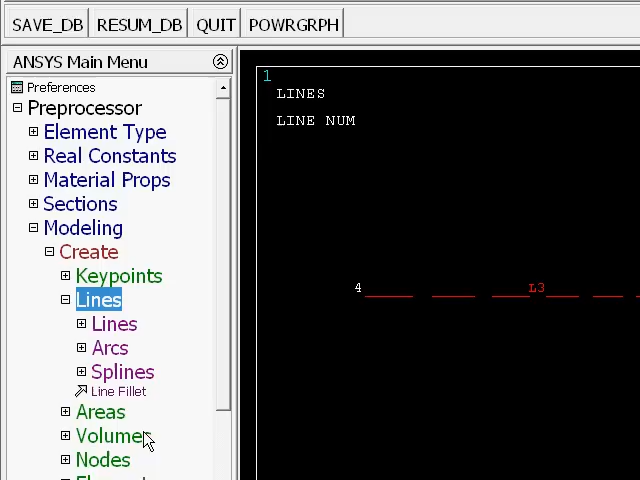 SAVE_DB RESUM_DB QUIT POWRGRPH
ANSYS Main Menu
Preferences
Preprocessor
Element Type
Real Constants
Material Props
Sections
Modeling
Create
Keypoints
Lines
Lines
Arcs
Splines
Line Fillet
Areas
Volumes
Nodes
1
LINES
LINE NUM
4
L3